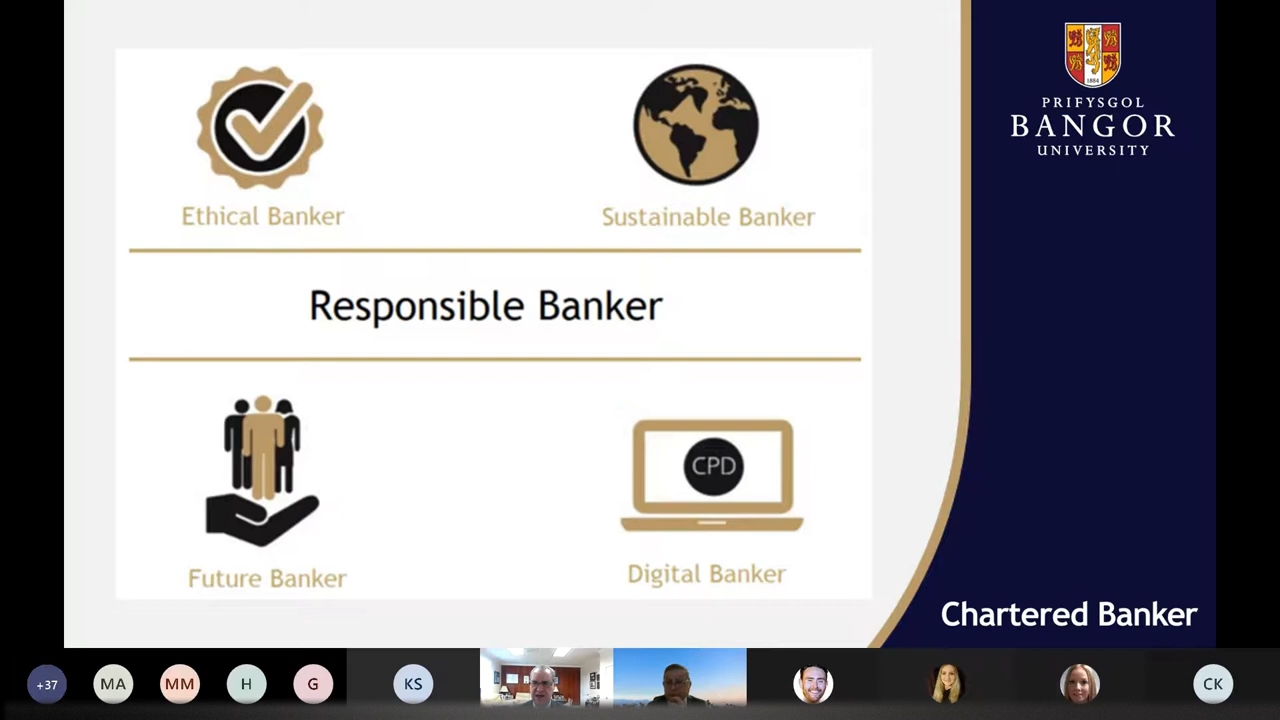 Ethical Banker
Sustainable Banker
Responsible Banker
CPD
Future Banker
Digital Banker
1884
PRIFYSGOL
BANGOR
UNIVERSITY
Chartered Banker
+37
MA
MM
H
G
KS
CK